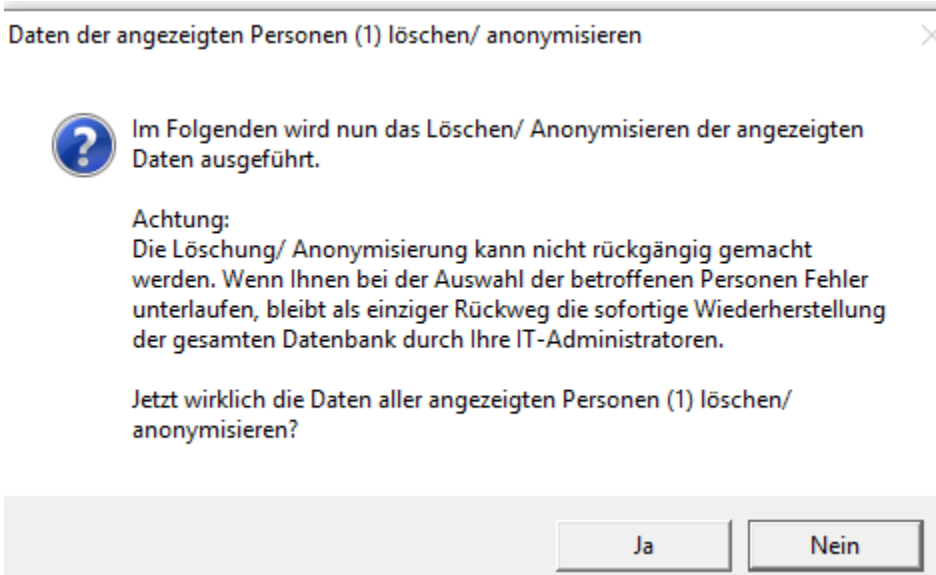 Daten der angezeigten Personen (1) löschen/ anonymisieren
Im Folgenden wird nun das Löschen/ Anonymisieren der angezeigten
Daten ausgeführt.
Achtung:
Die Löschung/ Anonymisierung kann nicht rückgängig gemacht
werden. Wenn Ihnen bei der Auswahl der betroffenen Personen Fehler
unterlaufen, bleibt als einziger Rückweg die sofortige Wiederherstellung
der gesamten Datenbank durch Ihre IT-Administratoren.
Jetzt wirklich die Daten aller angezeigten Personen (1) löschen/
anonymisieren?
Ja Nein